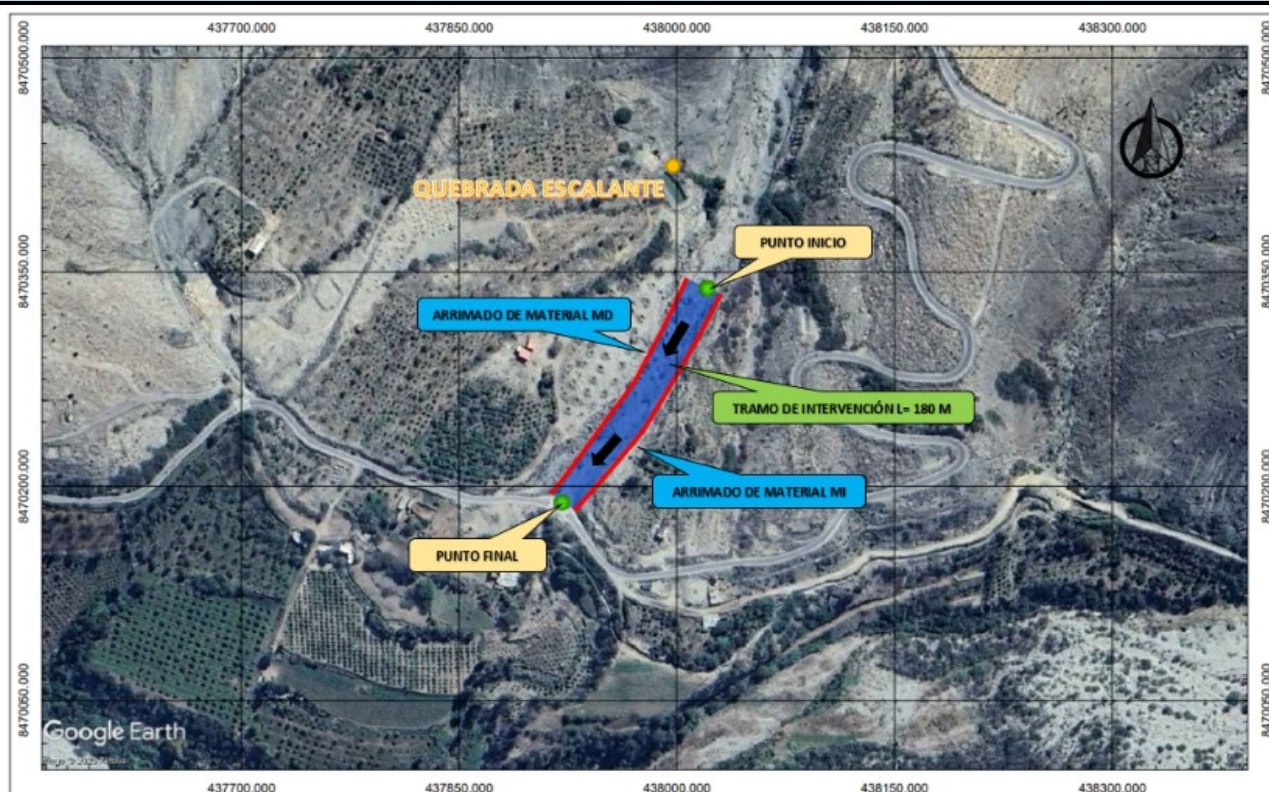 437700.000
437850.000
438000.000
438150.000
438300.000
8470500.000
8470500.000
QUEBRADA ESCALANTE
PUNTO INICIO
8470350.000
8470350.000
ARRIMADO DE MATERIAL MD
TRAMO DE INTERVENCIÓN L= 180 M
8470200.000
8470200.000
ARRIMADO DE MATERIAL MI
PUNTO FINAL
8470050.000
8470050.000
Google Earth
437700.000
437850.000
438000.000
438150.000
438300.000